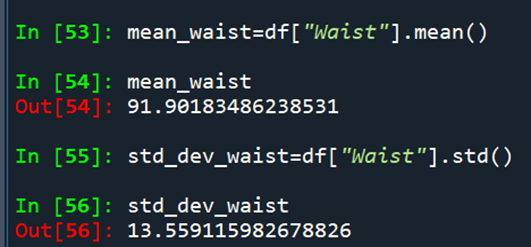 In [53]: mean_waist=df["Waist"].mean()
In [54]: mean_waist
Out[54]: 91.90183486238531
In [55]: std_dev_waist=df["Waist"].std()
In [56]: std_dev_waist
Out[56]: 13.559115982678826